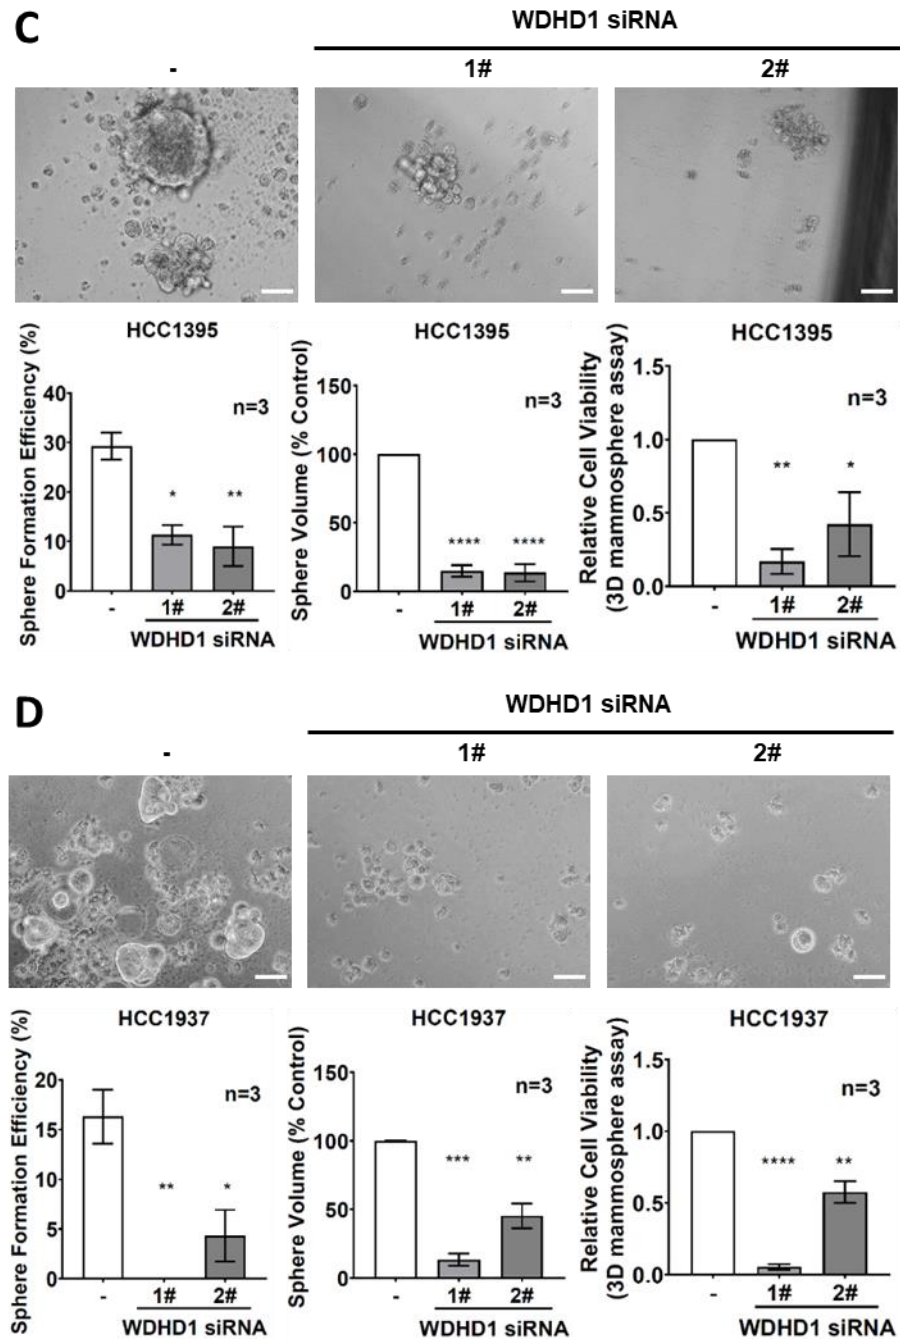 C
WDHD1 siRNA
- 1# 2#
HCC1395
Sphere Formation Efficiency (%)
40
30
20
10
0
n=3
* **
- 1# 2#
WDHD1 siRNA
HCC1395
Sphere Volume (% Control)
150
100
50
0
n=3
**** ****
- 1# 2#
WDHD1 siRNA
HCC1395
Relative Cell Viability
(3D mammosphere assay)
1.5
1.0
0.5
0.0
n=3
** *
- 1# 2#
WDHD1 siRNA
D
WDHD1 siRNA
- 1# 2#
HCC1937
Sphere Formation Efficiency (%)
20
15
10
5
0
n=3
** *
- 1# 2#
WDHD1 siRNA
HCC1937
Sphere Volume (% Control)
150
100
50
0
n=3
*** **
- 1# 2#
WDHD1 siRNA
HCC1937
Relative Cell Viability
(3D mammosphere assay)
1.5
1.0
0.5
0.0
n=3
**** **
- 1# 2#
WDHD1 siRNA